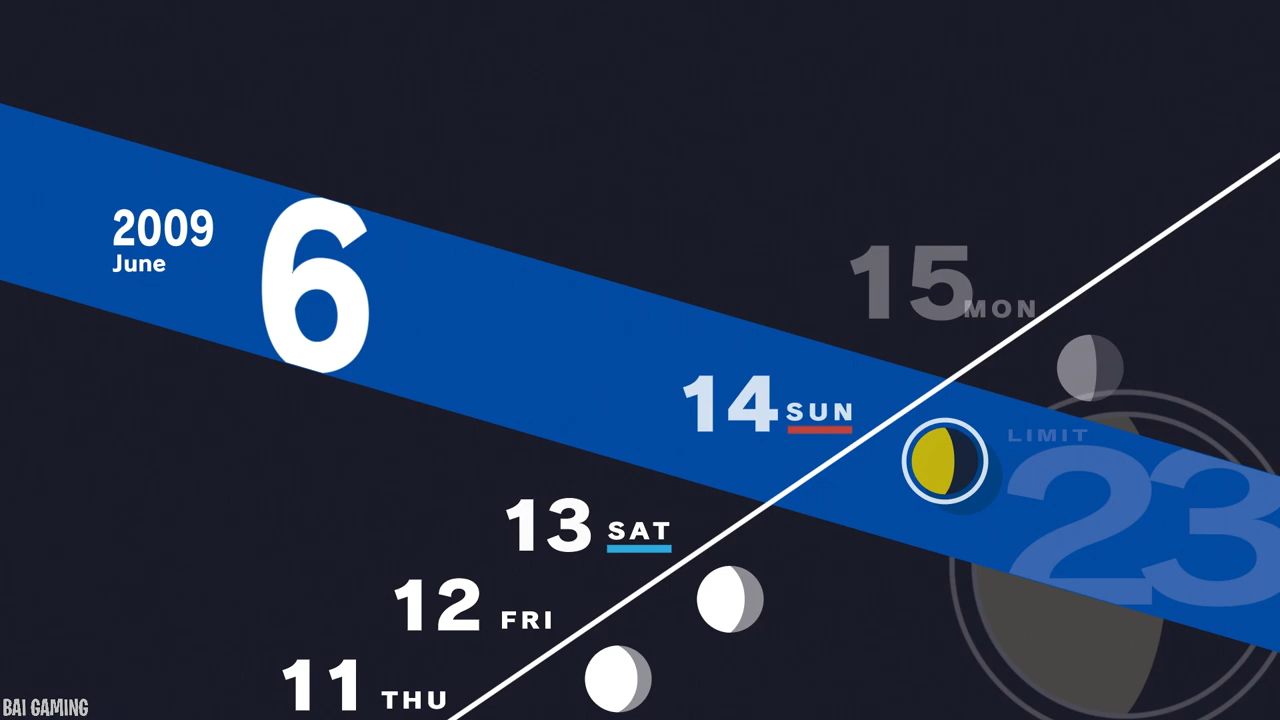 2009
June
6
15 MON
LIMIT
23
14 SUN
13 SAT
12 FRI
11 THU
BAI GAMING